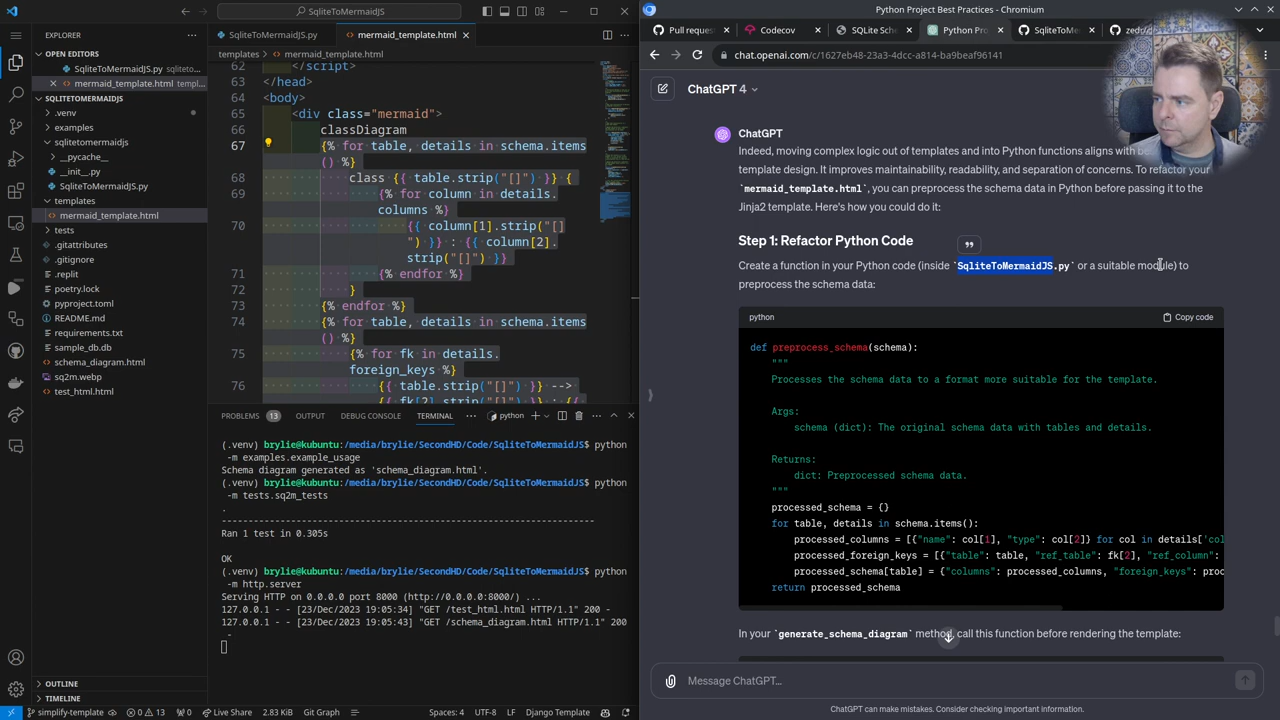 SqliteToMermaidJS
EXPLORER
OPEN EDITORS
SqliteToMermaidJS.py sqliteto...
mermaid_template.html templ...
SQLITETOMERMAIDJS
.venv
examples
sqlitetomermaidjs
__pycache__
__init__.py
SqliteToMermaidJS.py
templates
mermaid_template.html
tests
.gitattributes
.gitignore
.replit
poetry.lock
pyproject.toml
README.md
requirements.txt
sample_db.db
schema_diagram.html
sq2m.webp
test_html.html
OUTLINE
TIMELINE
SqliteToMermaidJS.py
mermaid_template.html
templates > mermaid_template.html
62 </script>
63 </head>
64 <body>
65 <div class="mermaid">
66 classDiagram
67 {% for table, details in schema.items
() %}
68 class {{ table.strip("[]") }} {
69 {% for column in details.
columns %}
70 {{ column[1].strip("[]
") }} : {{ column[2].
strip("[]") }}
71 {% endfor %}
72 }
73 {% endfor %}
74 {% for table, details in schema.items
() %}
75 {% for fk in details.
foreign_keys %}
76 {{ table.strip("[]") }} -->
PROBLEMS 13 OUTPUT DEBUG CONSOLE TERMINAL ... python
(.venv) brylie@kubuntu:/media/brylie/SecondHD/Code/SqliteToMermaidJS$ python
-m examples.example_usage
Schema diagram generated as 'schema_diagram.html'.
(.venv) brylie@kubuntu:/media/brylie/SecondHD/Code/SqliteToMermaidJS$ python
-m tests.sq2m_tests
.
----------------------------------------------------------------------
Ran 1 test in 0.305s
OK
(.venv) brylie@kubuntu:/media/brylie/SecondHD/Code/SqliteToMermaidJS$ python
-m http.server
Serving HTTP on 0.0.0.0 port 8000 (http://0.0.0.0:8000/) ...
127.0.0.1 - - [23/Dec/2023 19:05:34] "GET /test_html.html HTTP/1.1" 200 -
127.0.0.1 - - [23/Dec/2023 19:05:43] "GET /schema_diagram.html HTTP/1.1" 200
-
simplify-template 0 13 Live Share 2.83 KiB Git Graph Spaces: 4 UTF-8 LF Django Template
Python Project Best Practices - Chromium
Pull reques Codecov SQLite Sche Python Pro SqliteToMe zedr/
chat.openai.com/c/1627eb48-23a3-4dcc-a814-ba9beaf96141
ChatGPT 4
ChatGPT
Indeed, moving complex logic out of templates and into Python functions aligns with be
template design. It improves maintainability, readability, and separation of concerns. To refactor your
`mermaid_template.html`, you can preprocess the schema data in Python before passing it to the
Jinja2 template. Here's how you could do it:
Step 1: Refactor Python Code
Create a function in your Python code (inside `SqliteToMermaidJS.py` or a suitable module) to
preprocess the schema data:
python Copy code
def preprocess_schema(schema):
"""
Processes the schema data to a format more suitable for the template.
Args:
schema (dict): The original schema data with tables and details.
Returns:
dict: Preprocessed schema data.
"""
processed_schema = {}
for table, details in schema.items():
processed_columns = [{"name": col[1], "type": col[2]} for col in details['col
processed_foreign_keys = [{"table": table, "ref_table": fk[2], "ref_column":
processed_schema[table] = {"columns": processed_columns, "foreign_keys": proc
return processed_schema
In your `generate_schema_diagram` method, call this function before rendering the template:
Message ChatGPT...
ChatGPT can make mistakes. Consider checking important information.